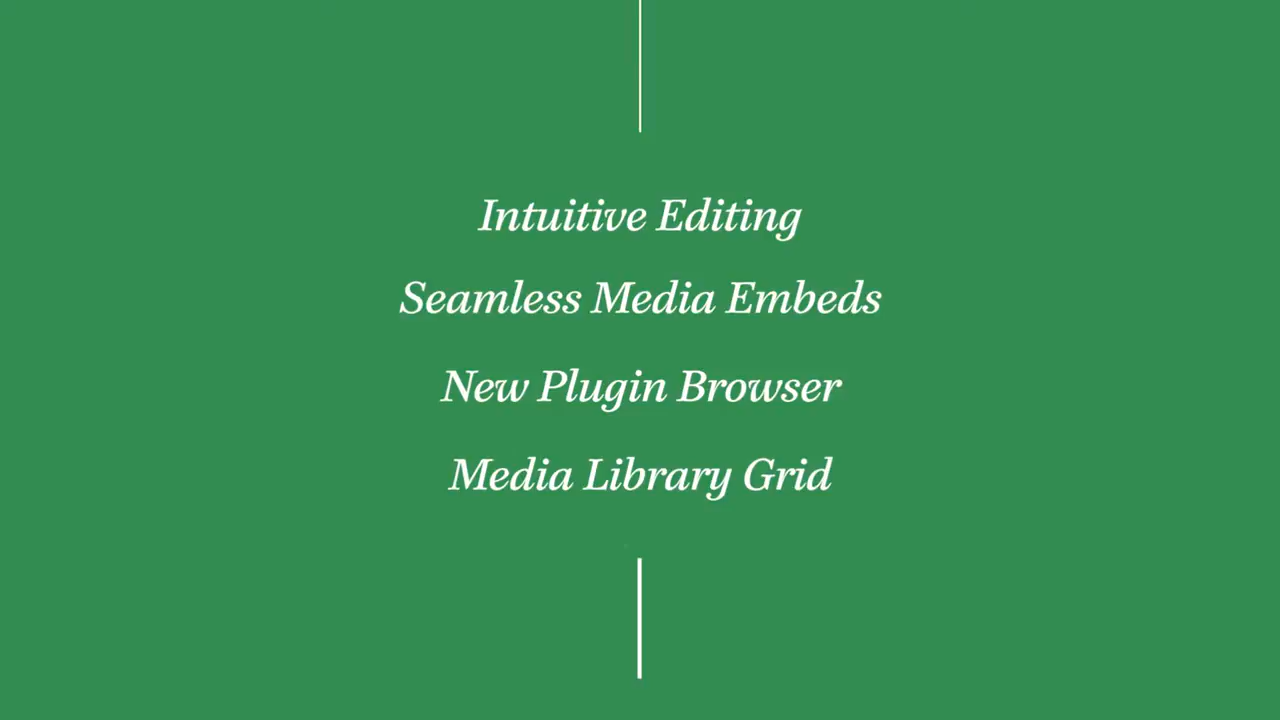 Intuitive Editing
Seamless Media Embeds
New Plugin Browser
Media Library Grid